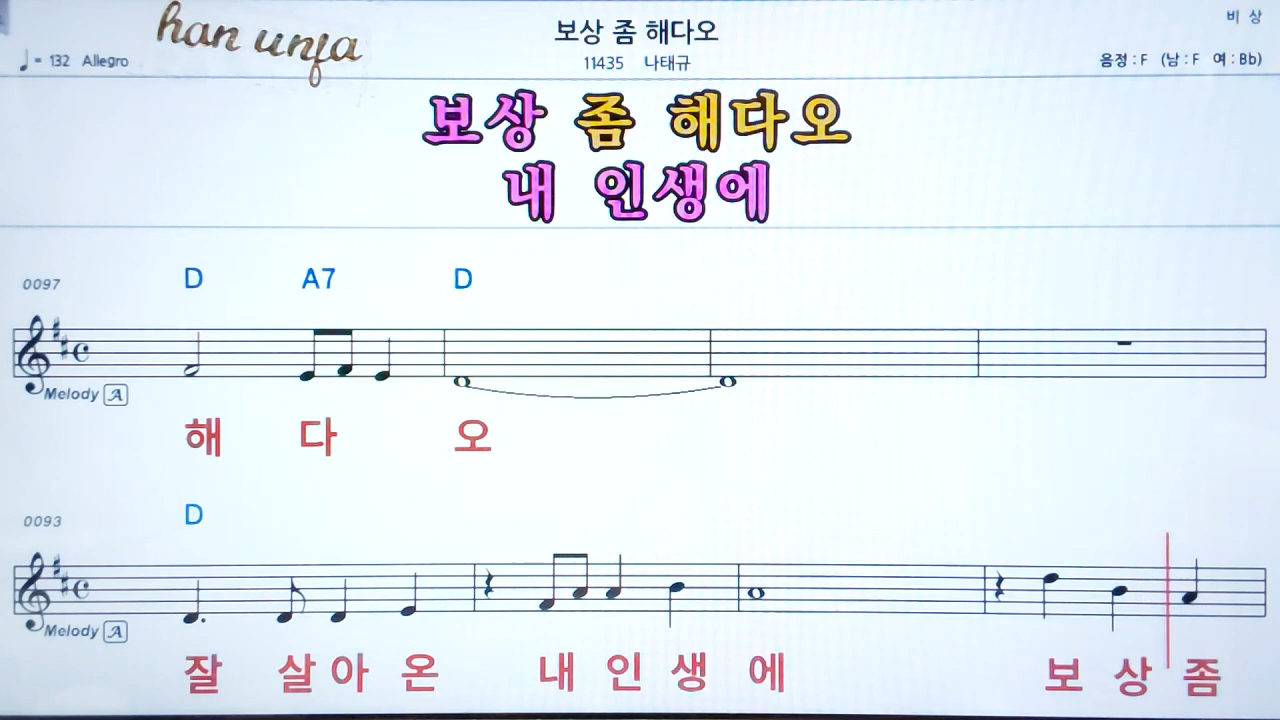 han unfa
보상 좀 해다오
비 상
♩= 132 Allegro
11435 나태규
음정 : F (남 : F 여 : Bb)
보상 좀 해다오
내 인생에
0097
D A7 D
Melody A
해 다 오
0093
D
Melody A
잘 살 아 온 내 인 생 에 보 상 좀